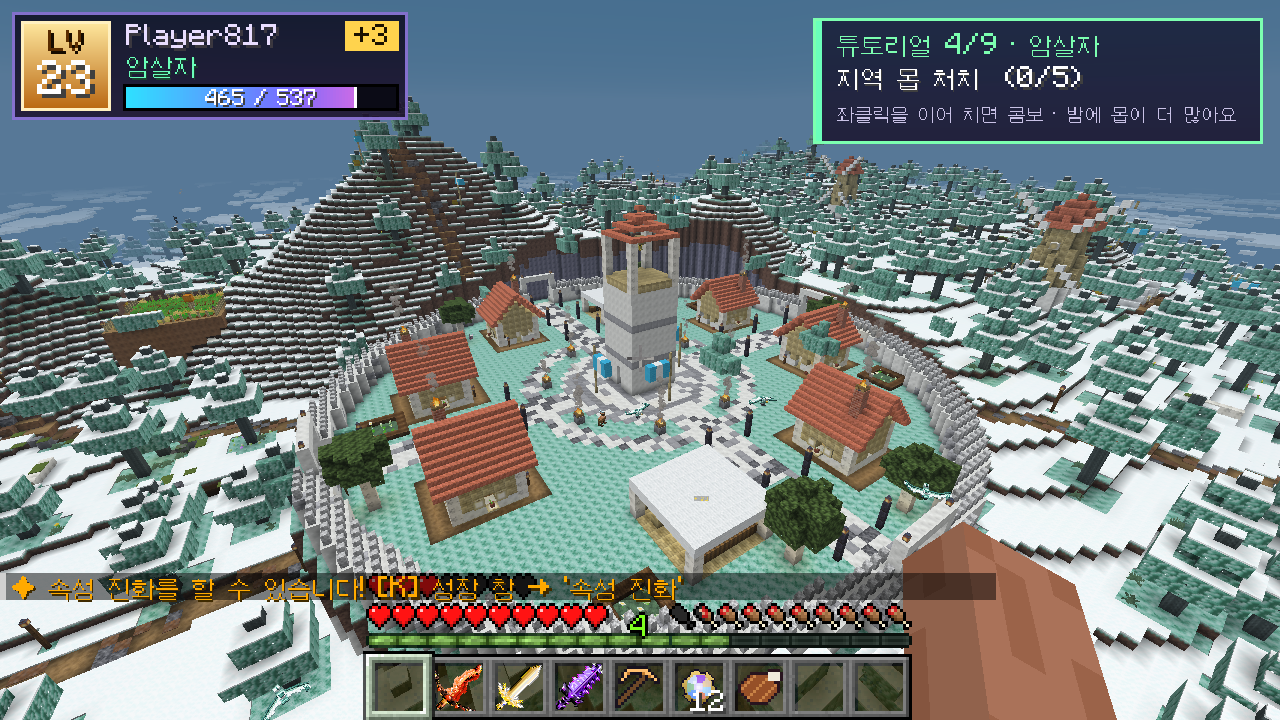 LV
23
Player817
+3
암살자
465 / 537
튜토리얼 4/9 · 암살자
지역 몹 처치 (0/5)
좌클릭을 이어 치면 콤보 · 밤에 몹이 더 많아요
✦ 속성 진화를 할 수 있습니다! [K] 성장 창 → '속성 진화'
4
12